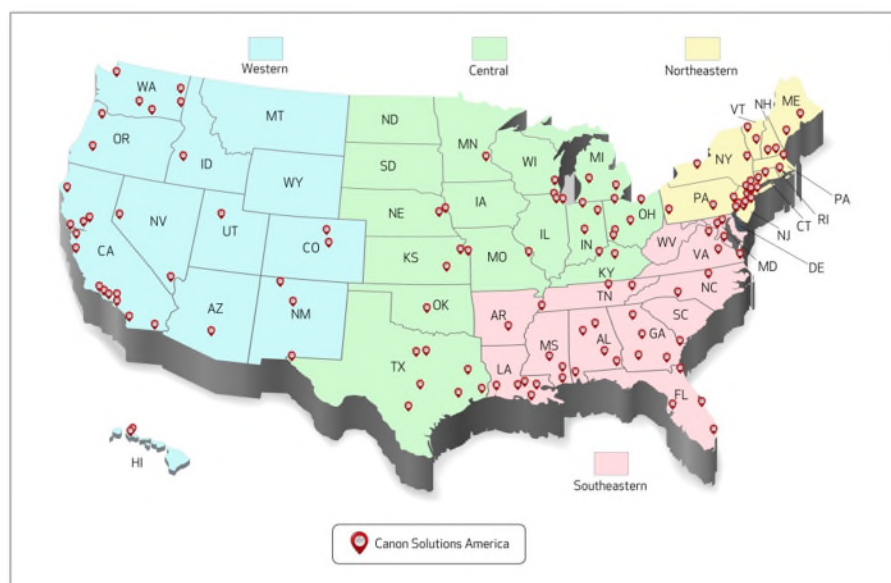 Western
Central
Northeastern
WA
MT
ND
MN
VT
NH
ME
OR
ID
SD
WI
MI
NY
WY
IA
PA
PA
NV
NE
OH
RI
UT
IL
IN
CT
CA
CO
KS
MO
WV
NJ
VA
DE
KY
MD
AZ
NM
OK
TN
NC
AR
SC
TX
MS
AL
GA
LA
FL
HI
Southeastern
Canon Solutions America